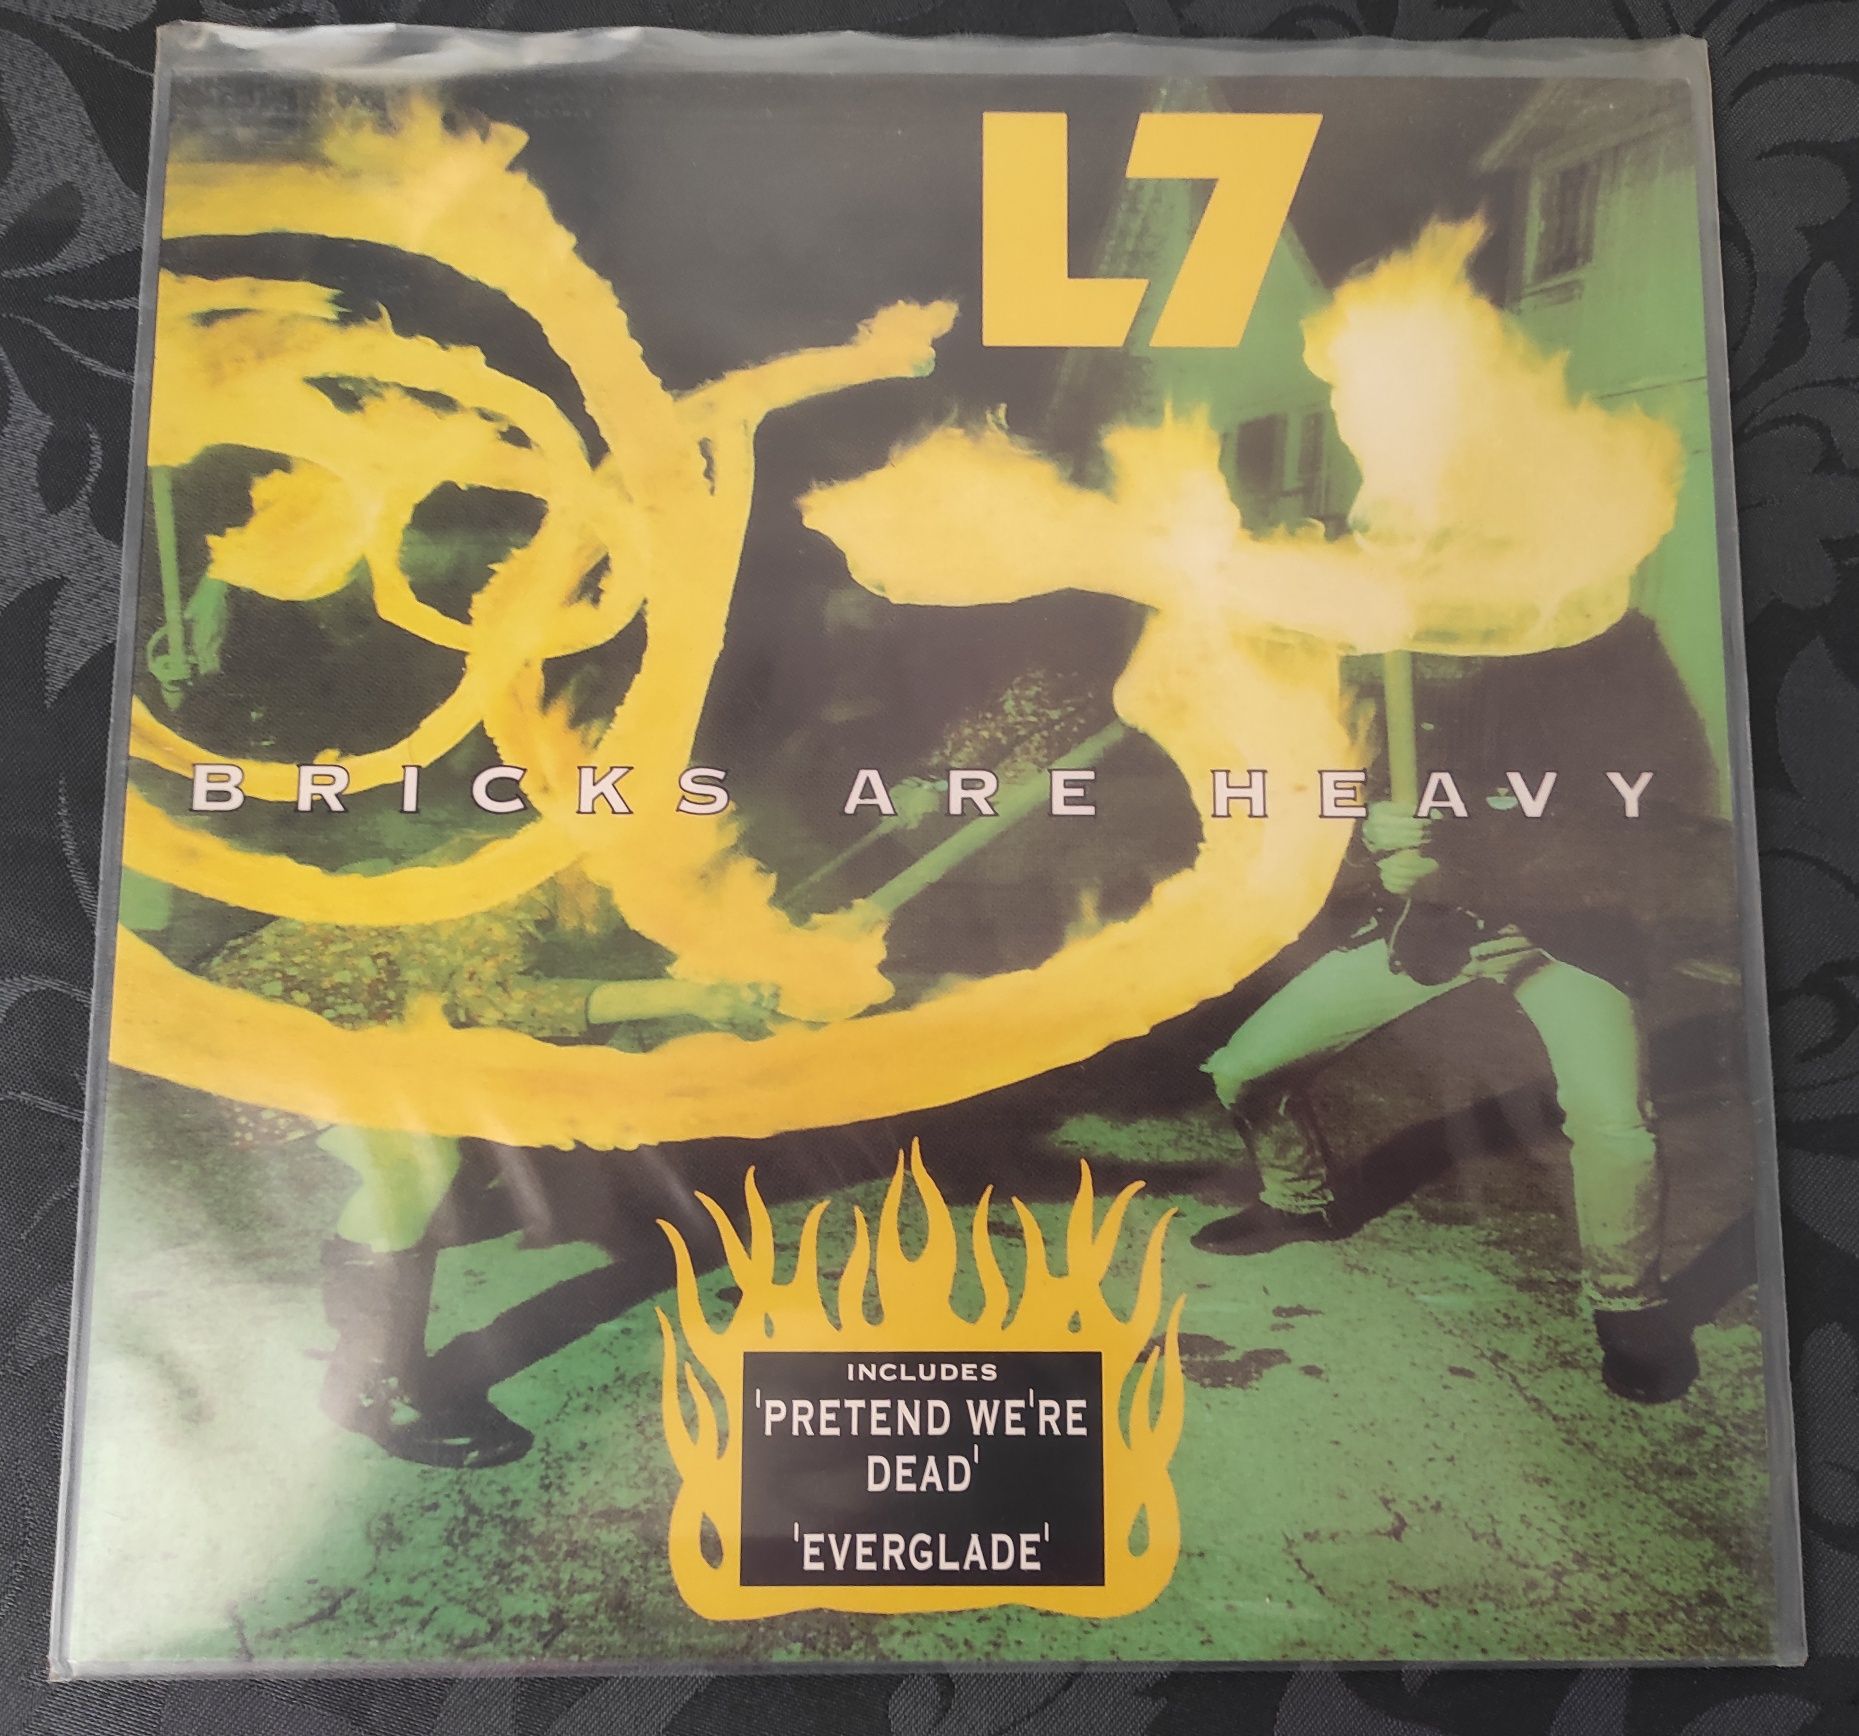 L7
BRICKS ARE HEAVY
INCLUDES
'PRETEND WE'RE
DEAD'
'EVERGLADE'